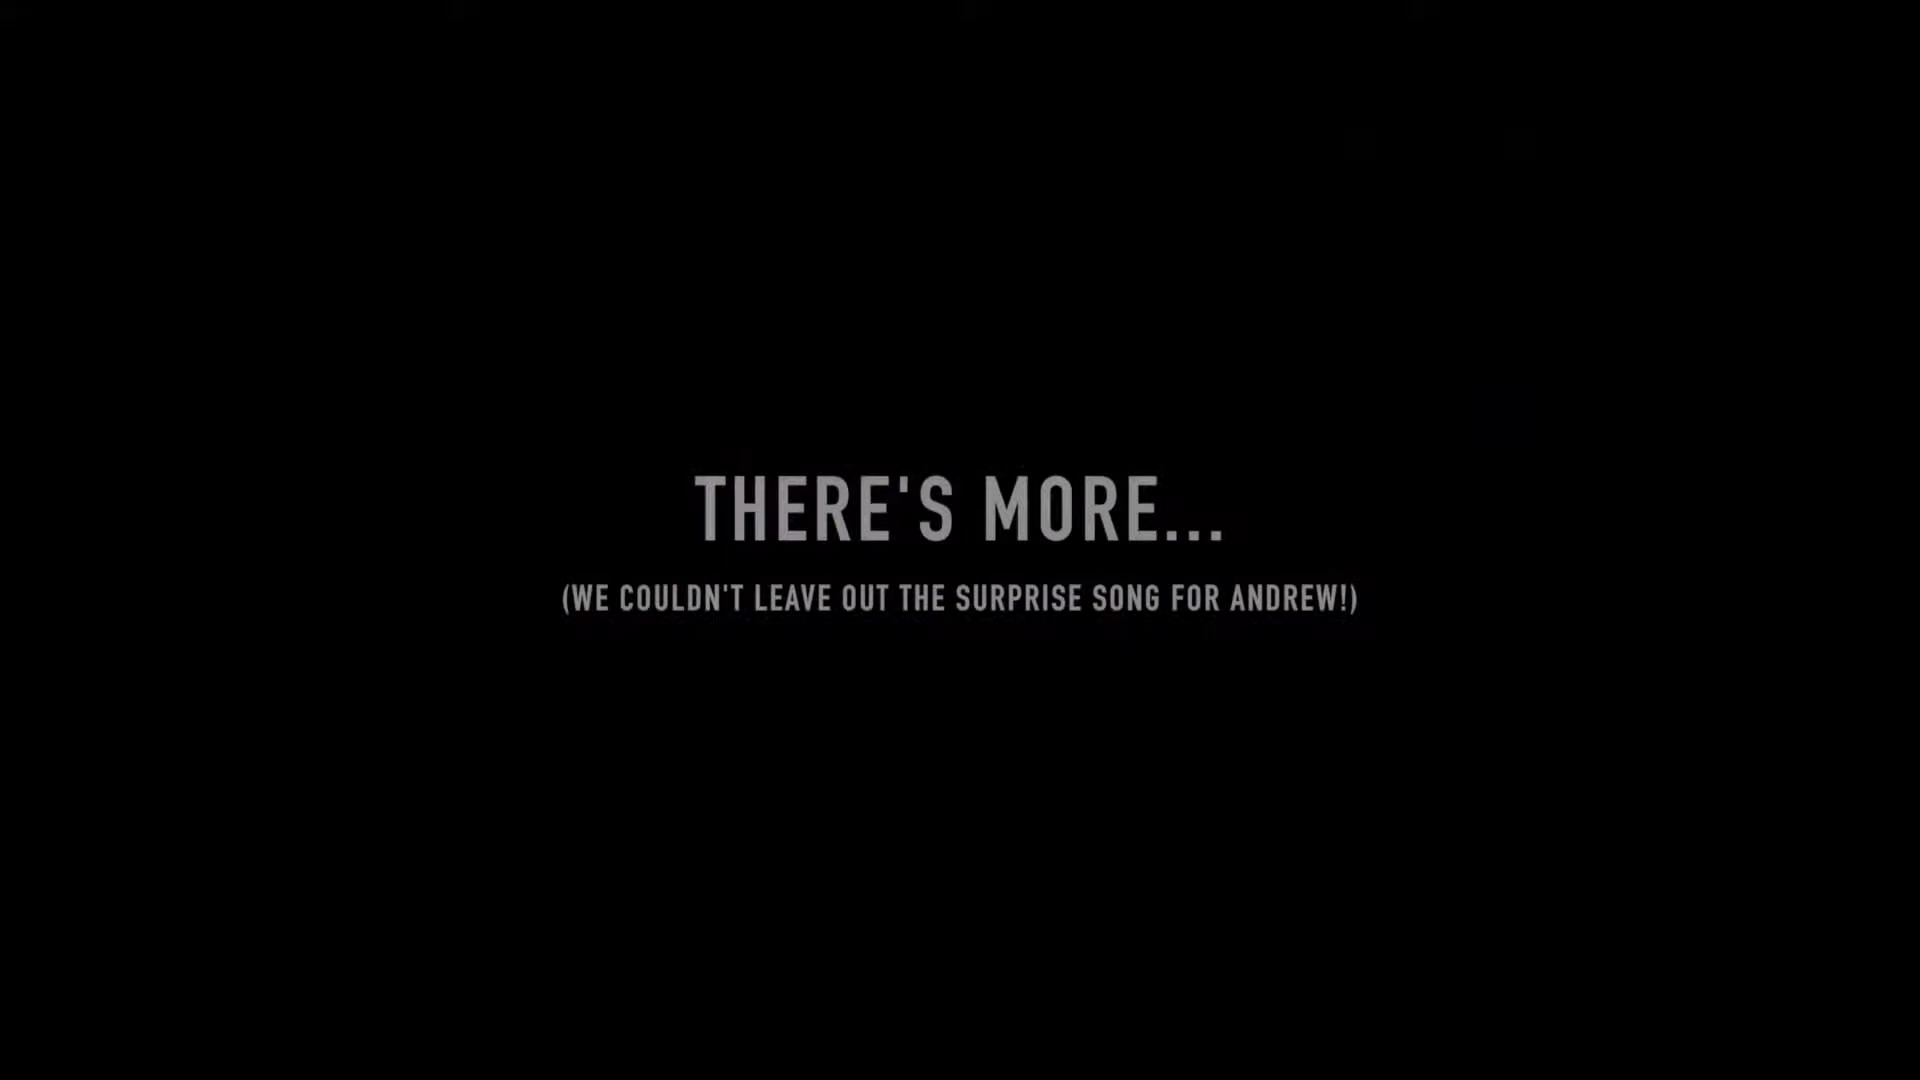 THERE'S MORE...
(WE COULDN'T LEAVE OUT THE SURPRISE SONG FOR ANDREW!)